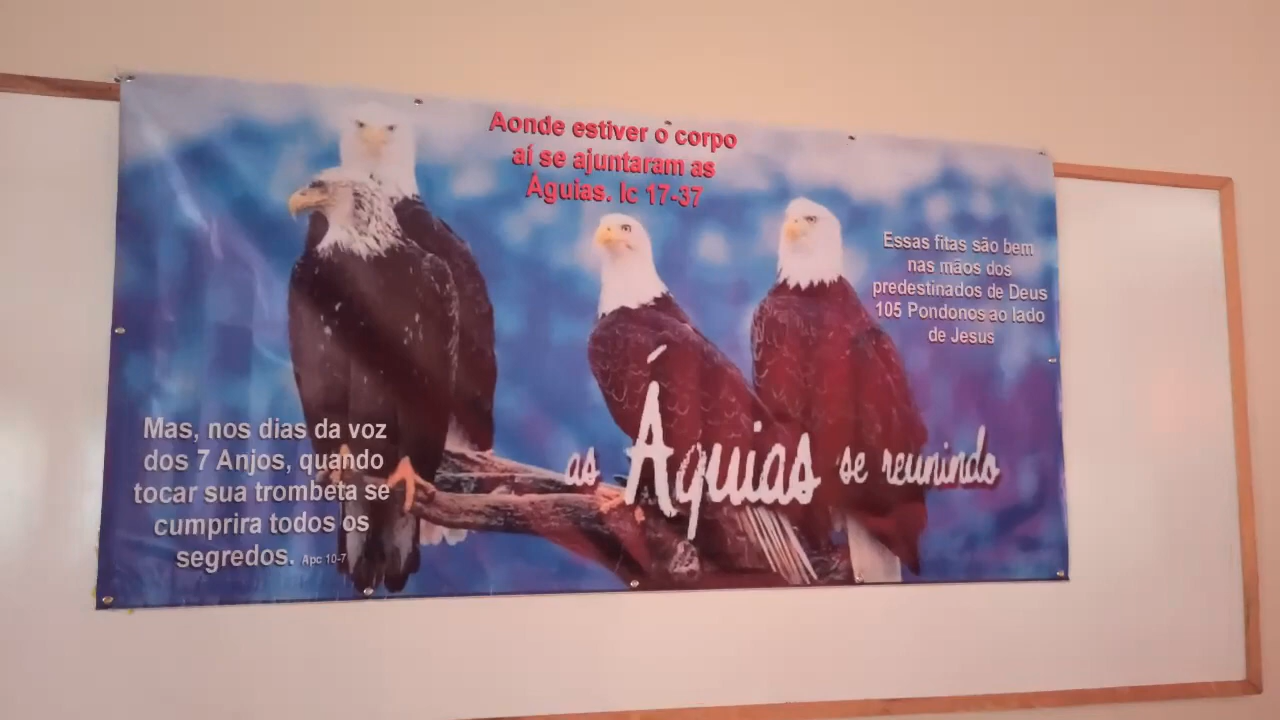 Aonde estiver o corpo
aí se ajuntaram as
Águias. lc 17-37
Essas fitas são bem
nas mãos dos
predestinados de Deus
105 Pondonos ao lado
de Jesus
as Águias se reunindo
Mas, nos dias da voz
dos 7 Anjos, quando
tocar sua trombeta se
cumprira todos os
segredos. Apc 10-7